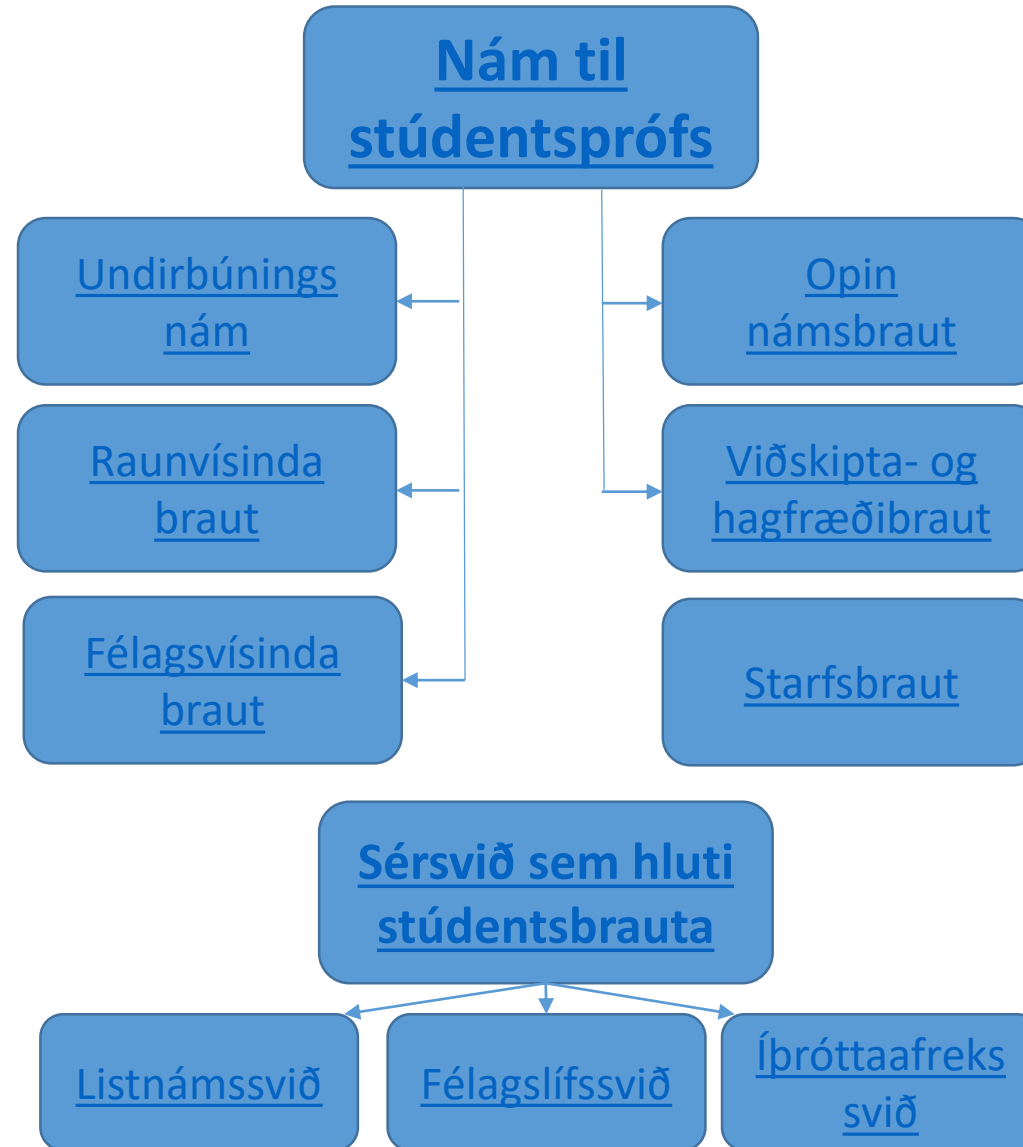 Nám til
stúdentsprófs
Undirbúnings
nám
Opin
námsbraut
Raunvísinda
braut
Viðskipta- og
hagfræðibraut
Félagsvísinda
braut
Starfsbraut
Sérsvið sem hluti
stúdentsbrauta
Listnámssvið
Félagslífssvið
Íþróttaafreks
svið